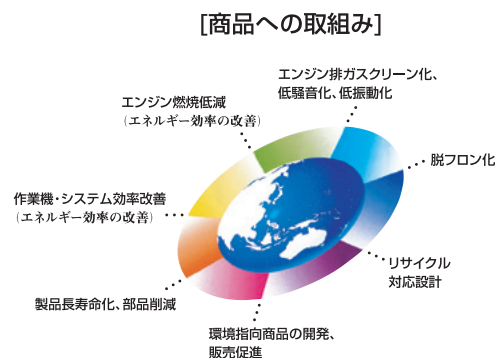 [商品への取組み]
エンジン排ガスクリーン化、
低騒音化、低振動化
エンジン燃焼低減
(エネルギー効率の改善)
脱フロン化
作業機・システム効率改善
(エネルギー効率の改善)
リサイクル
対応設計
製品長寿命化、部品削減
環境指向商品の開発、
販売促進